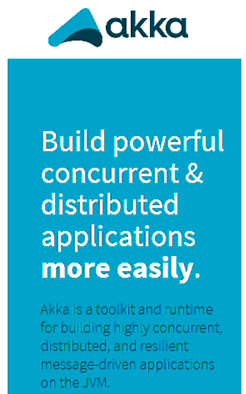 akka
Build powerful
concurrent &
distributed
applications
more easily.
Akka is a toolkit and runtime
for building highly concurrent,
distributed, and resilient
message-driven applications
on the JVM.